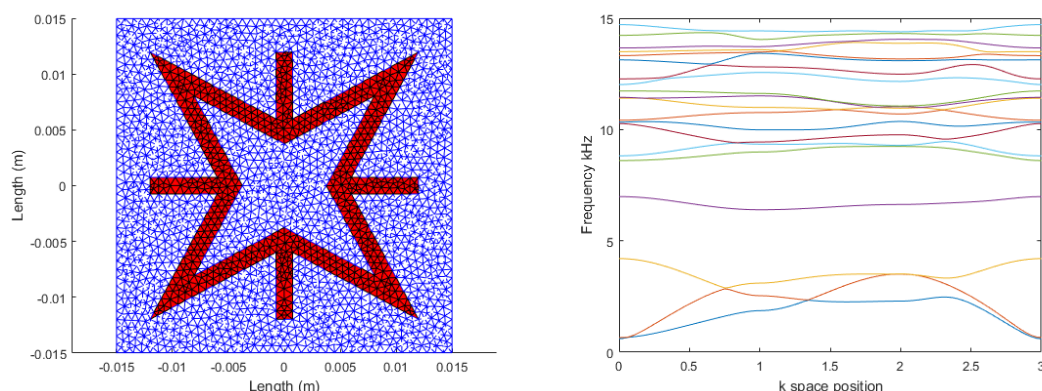 0.015
0.01
0.005
0
-0.005
-0.01
-0.015
Length (m)
-0.015 -0.01 -0.005 0 0.005 0.01 0.015
Length (m)
15
10
5
0
Frequency kHz
0 0.5 1 1.5 2 2.5 3
k space position